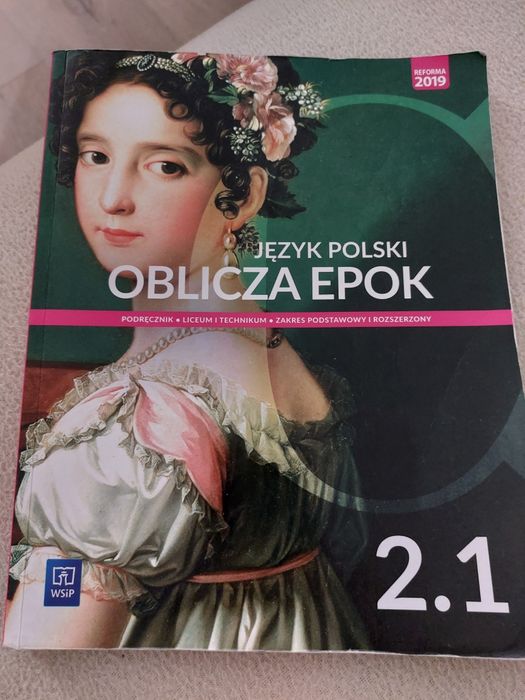 REFORMA
2019
JĘZYK POLSKI
OBLICZA EPOK
PODRĘCZNIK • LICEUM I TECHNIKUM • ZAKRES PODSTAWOWY I ROZSZERZONY
WSiP
2.1